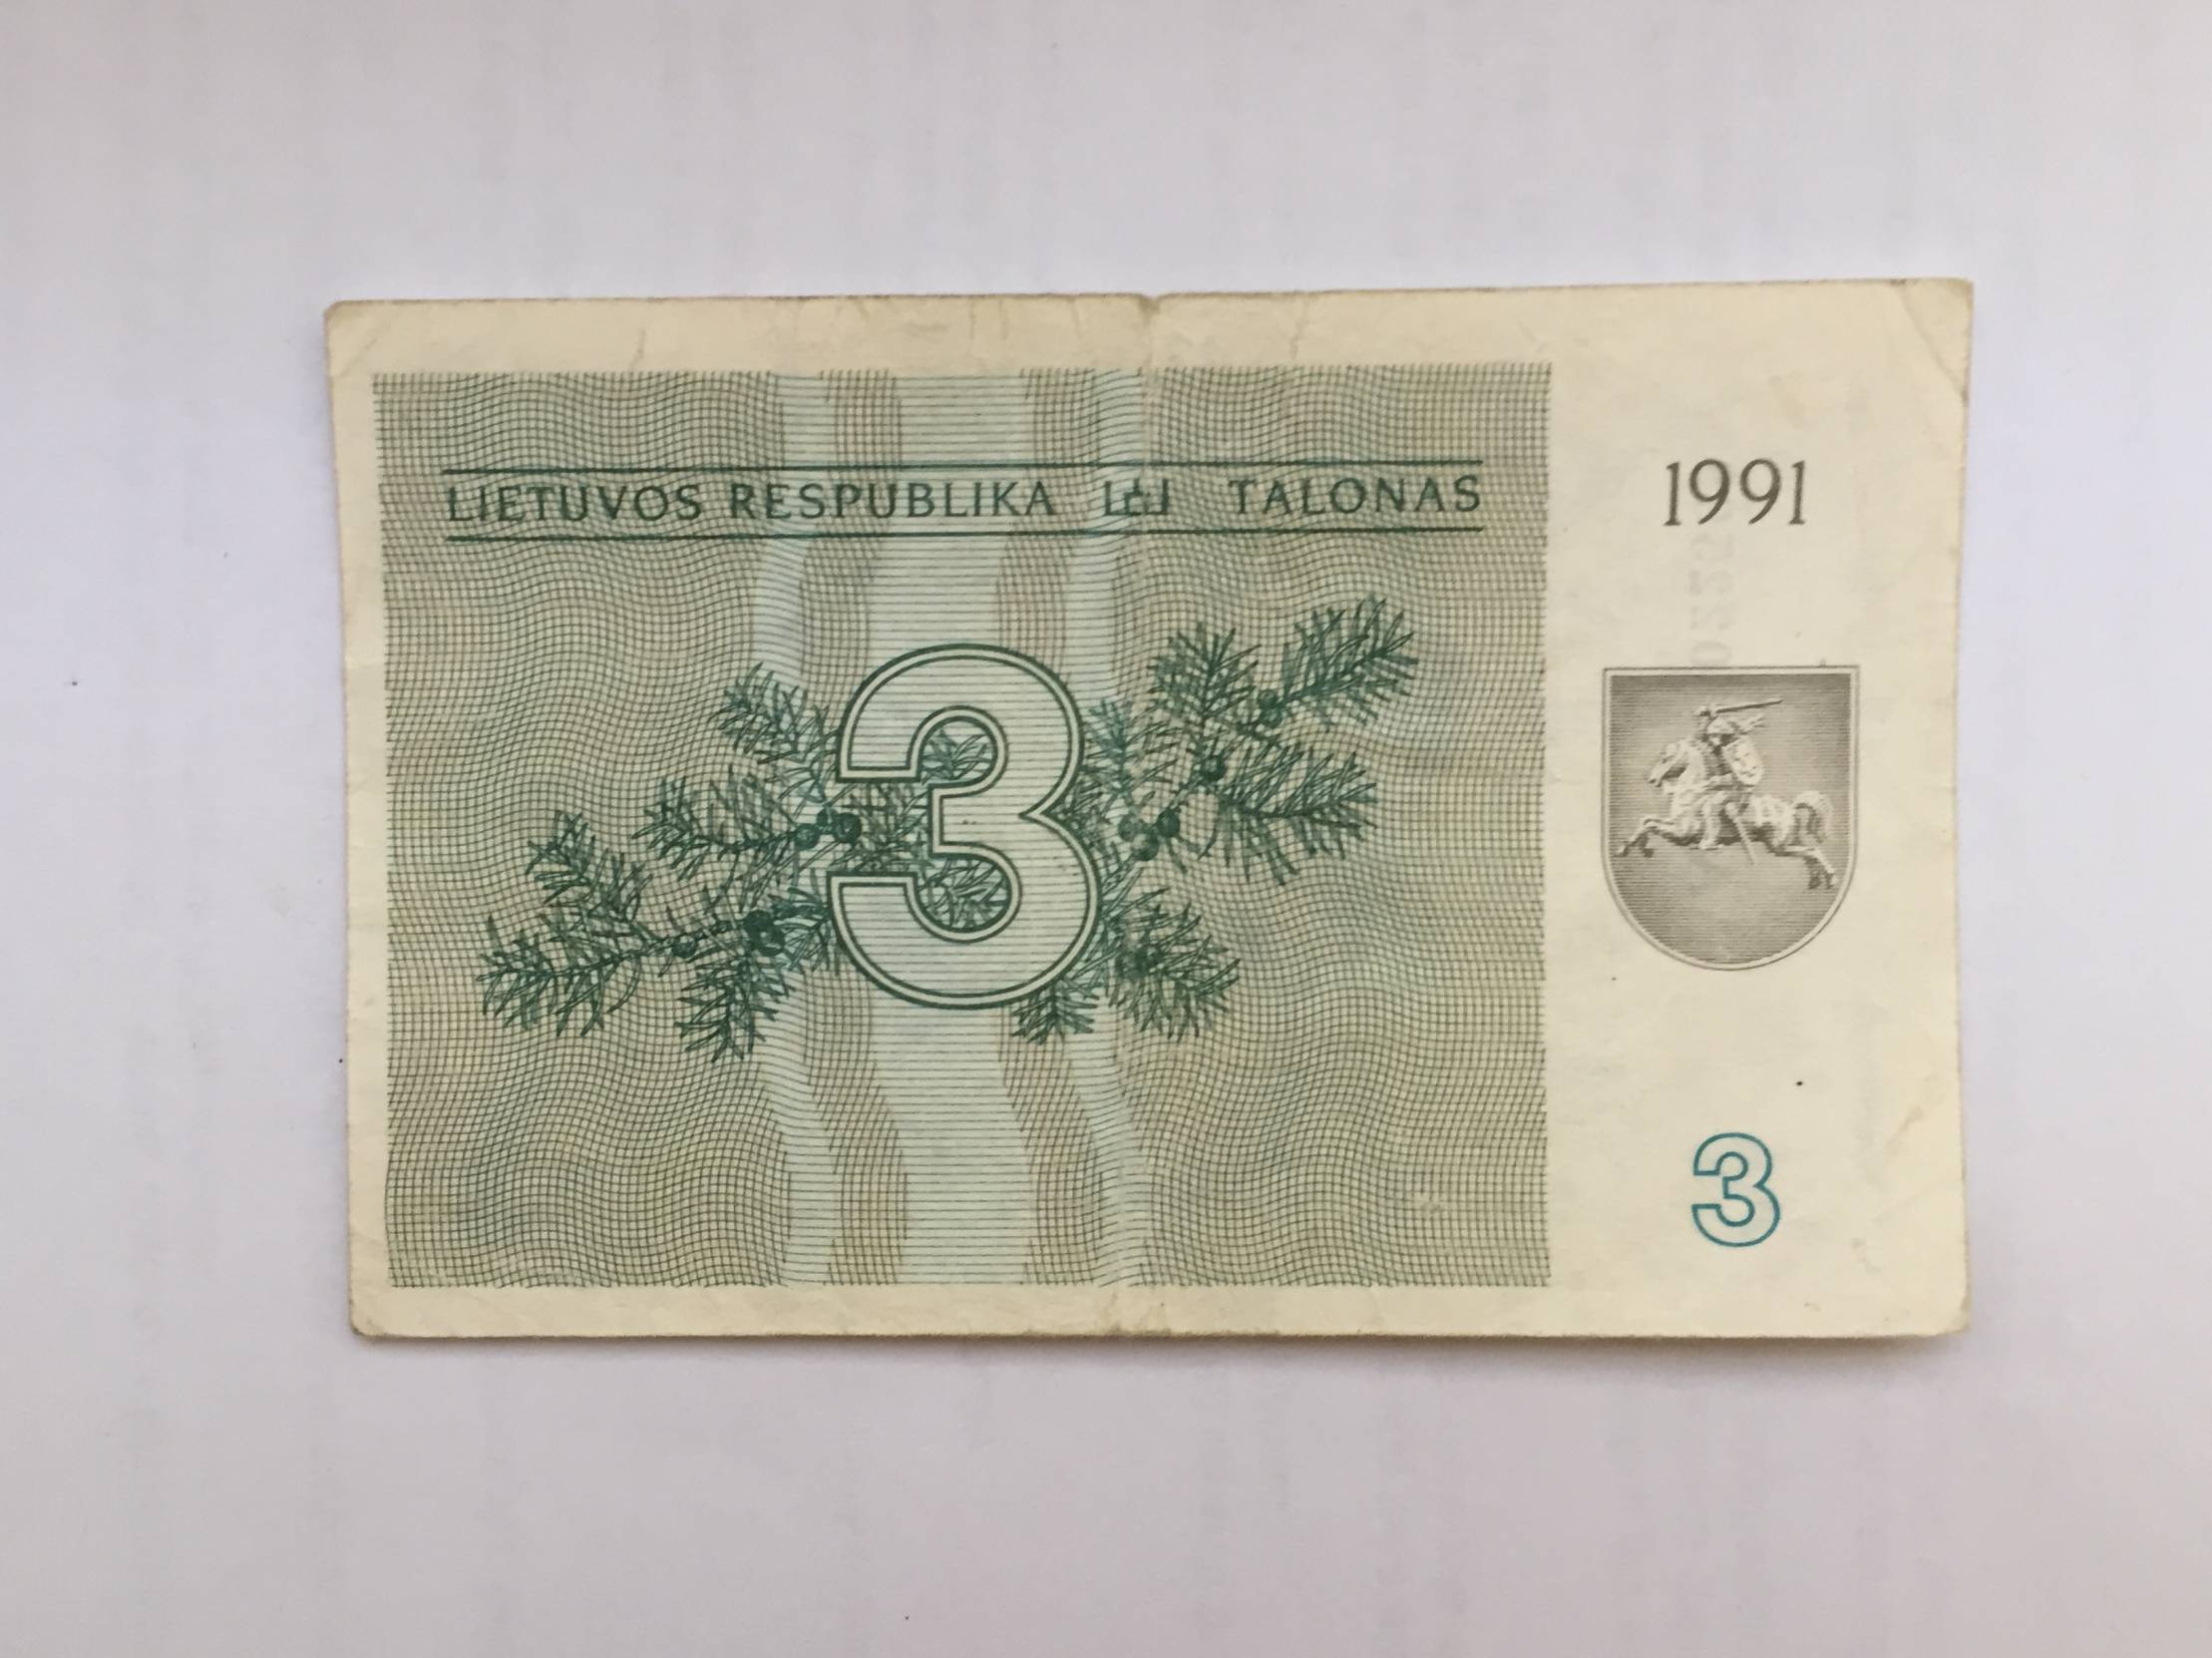 LIETUVOS RESPUBLIKA TALONAS
1991
3
3